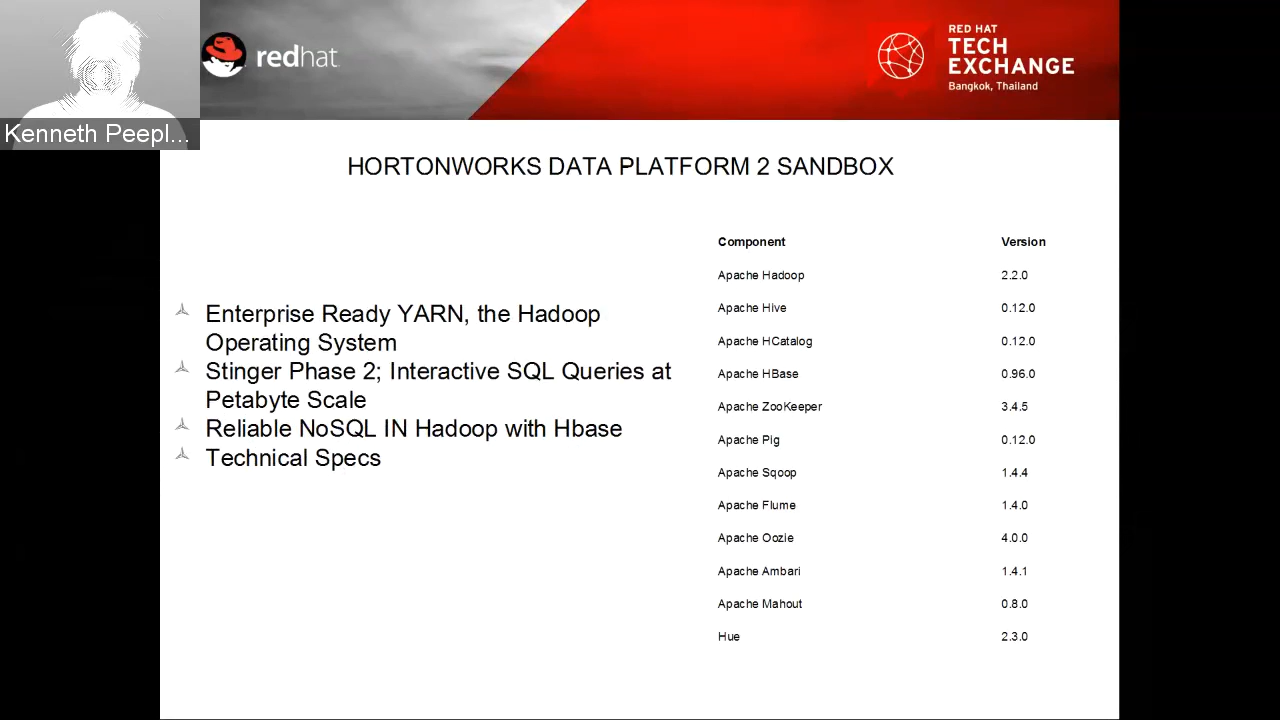 redhat
RED HAT
TECH
EXCHANGE
Bangkok, Thailand
Kenneth Peepl...
HORTONWORKS DATA PLATFORM 2 SANDBOX
Enterprise Ready YARN, the Hadoop
Operating System
Stinger Phase 2; Interactive SQL Queries at
Petabyte Scale
Reliable NoSQL IN Hadoop with Hbase
Technical Specs
Component Version
Apache Hadoop 2.2.0
Apache Hive 0.12.0
Apache HCatalog 0.12.0
Apache HBase 0.96.0
Apache ZooKeeper 3.4.5
Apache Pig 0.12.0
Apache Sqoop 1.4.4
Apache Flume 1.4.0
Apache Oozie 4.0.0
Apache Ambari 1.4.1
Apache Mahout 0.8.0
Hue 2.3.0